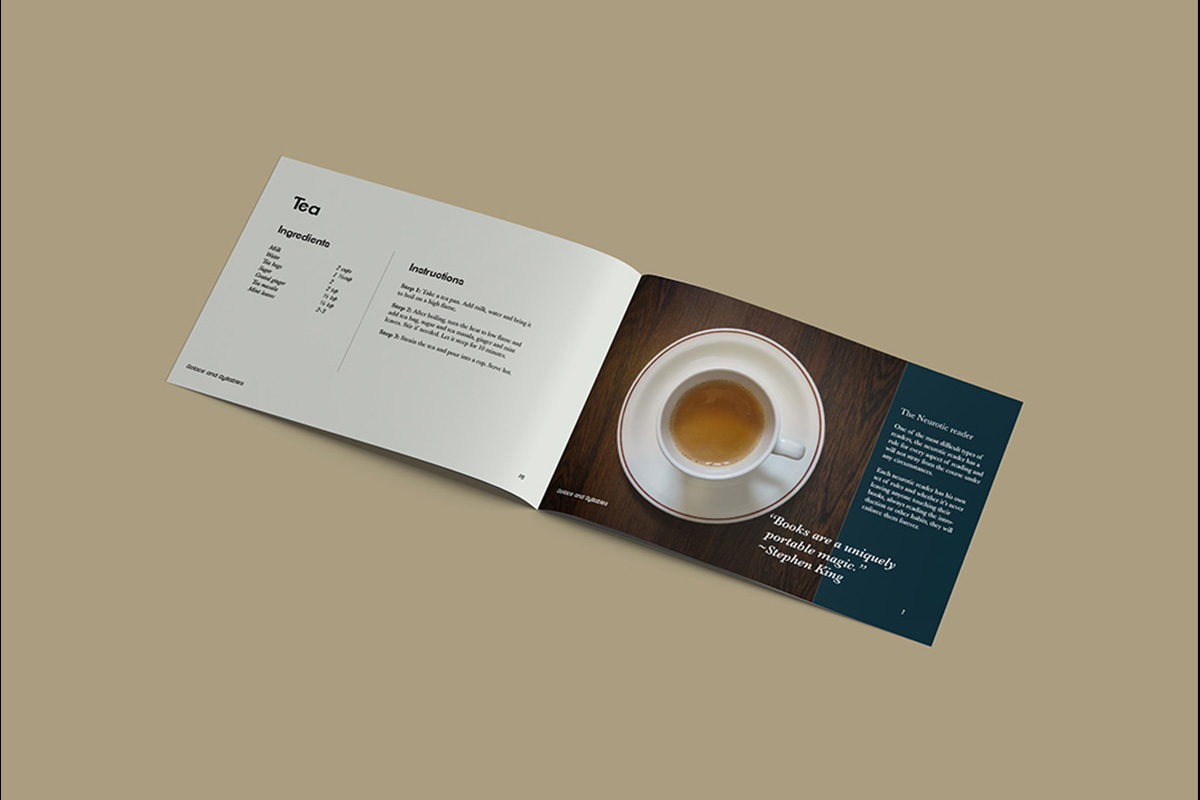 Tea
Ingredients
Milk 2 cups
Water 1 ½cup
Tea bags 2
Sugar 2 tsp
Grated ginger ½ tsp
Tea masala ¼ tsp
Mint leaves 2-3
Instructions
Step 1: Take a tea pan. Add milk, water and bring it
to boil on a high flame.
Step 2: After boiling, turn the heat to low flame and
add tea bag, sugar and tea masala, ginger and mint
leaves. Stir if needed. Let it steep for 10 minutes.
Step 3: Strain the tea and pour into a cup. Serve hot.
Solace and Syllables
Solace and Syllables
“Books are a uniquely
portable magic.”
~Stephen King
The Neurotic reader
One of the most difficult types of
readers, the neurotic reader has a
rule for every aspect of reading and
will not stray from the course under
any circumstances.
Each neurotic reader has his own
set of rules and whether it's never
leaving anyone touching their
books, always reading the intro-
duction or other habits, they will
enforce them forever.
1